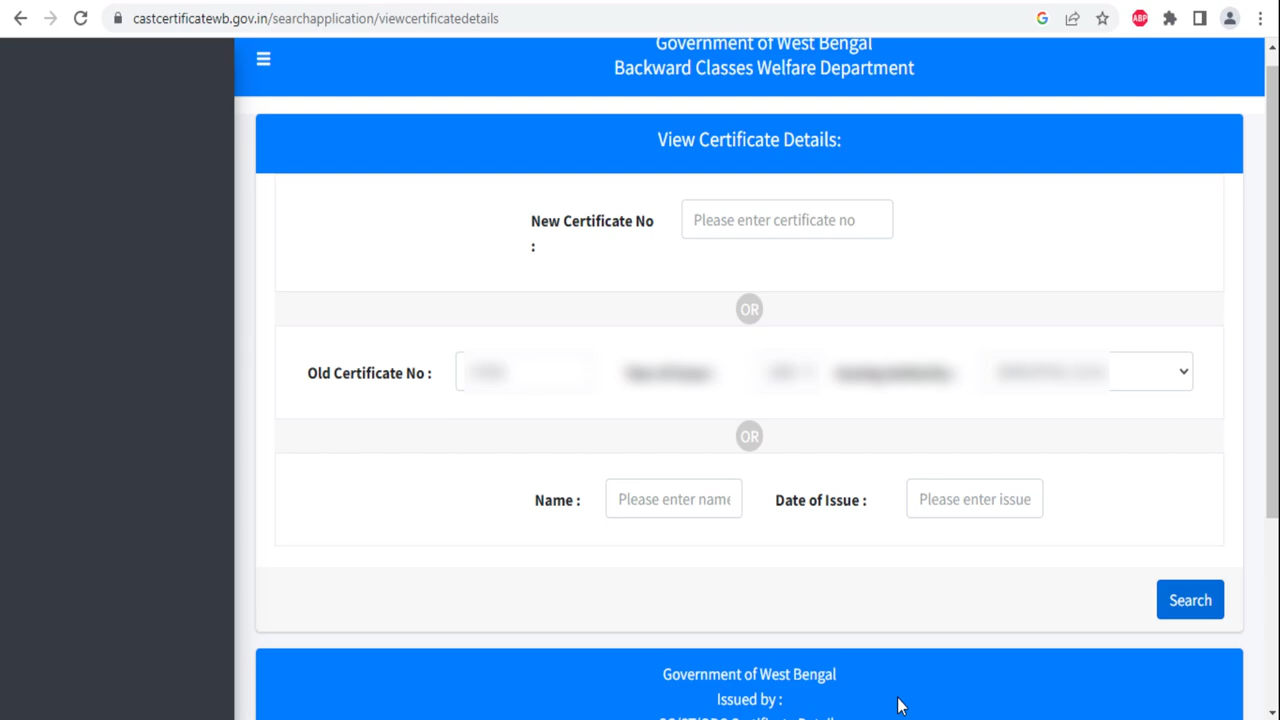 castcertificatewb.gov.in/searchapplication/viewcertificatedetails
ABP
Government of West Bengal
Backward Classes Welfare Department
View Certificate Details:
New Certificate No
:
Please enter certificate no
OR
Old Certificate No :
OR
Name : Please enter name Date of Issue : Please enter issue
Search
Government of West Bengal
Issued by :